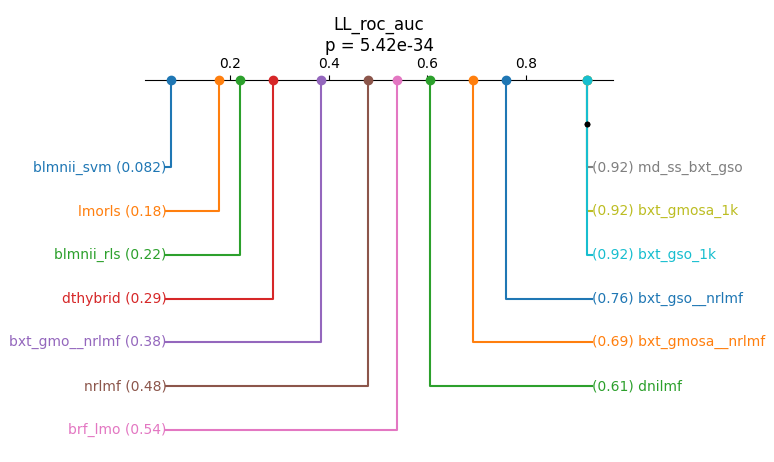 LL_roc_auc
p = 5.42e-34
0.2 0.4 0.6 0.8
blmnii_svm (0.082)
(0.92) md_ss_bxt_gso
lmorls (0.18)
(0.92) bxt_gmosa_1k
blmnii_rls (0.22)
(0.92) bxt_gso_1k
dthybrid (0.29)
(0.76) bxt_gso__nrlmf
bxt_gmo__nrlmf (0.38)
(0.69) bxt_gmosa__nrlmf
nrlmf (0.48)
(0.61) dnilmf
brf_lmo (0.54)